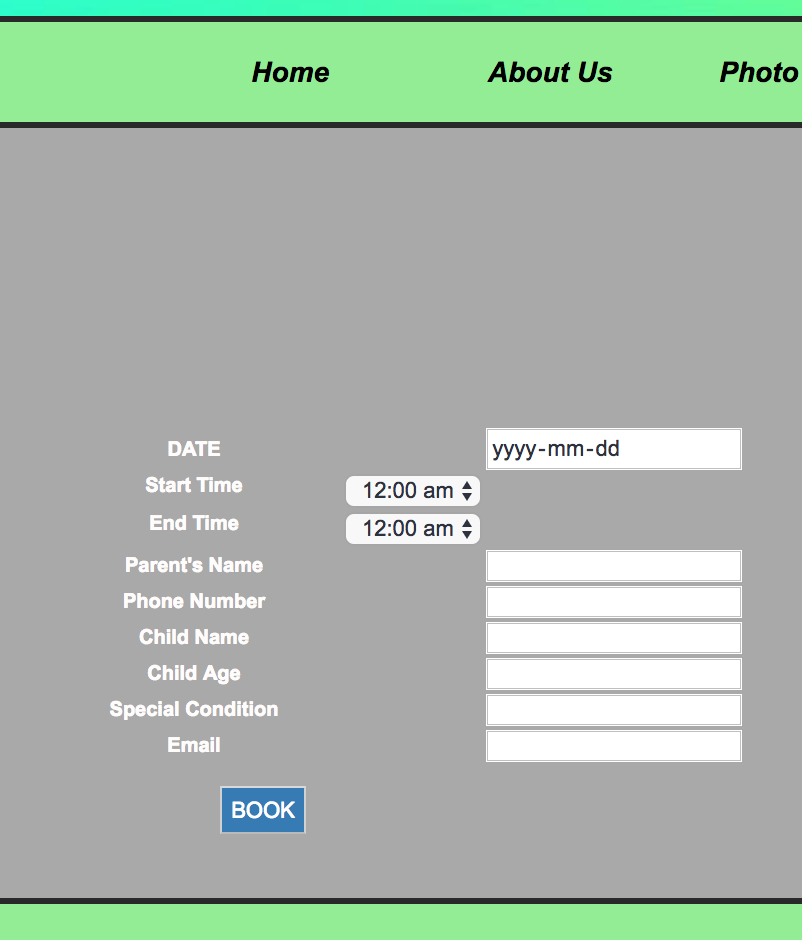 Home About Us Photo
DATE yyyy-mm-dd
Start Time 12:00 am
End Time 12:00 am
Parent's Name
Phone Number
Child Name
Child Age
Special Condition
Email
BOOK